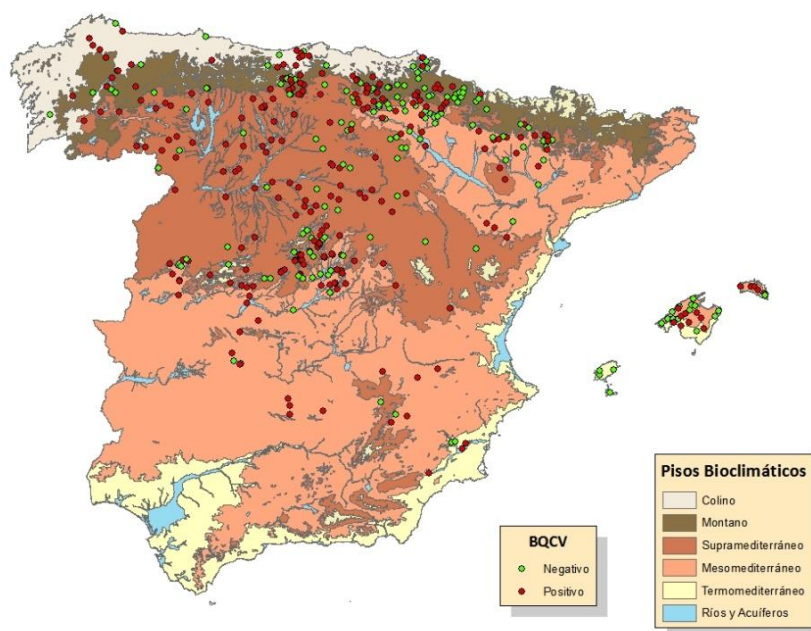 BQCV
Negativo
Positivo
Pisos Bioclimáticos
Colino
Montano
Supramediterráneo
Mesomediterráneo
Termomediterráneo
Ríos y Acuíferos